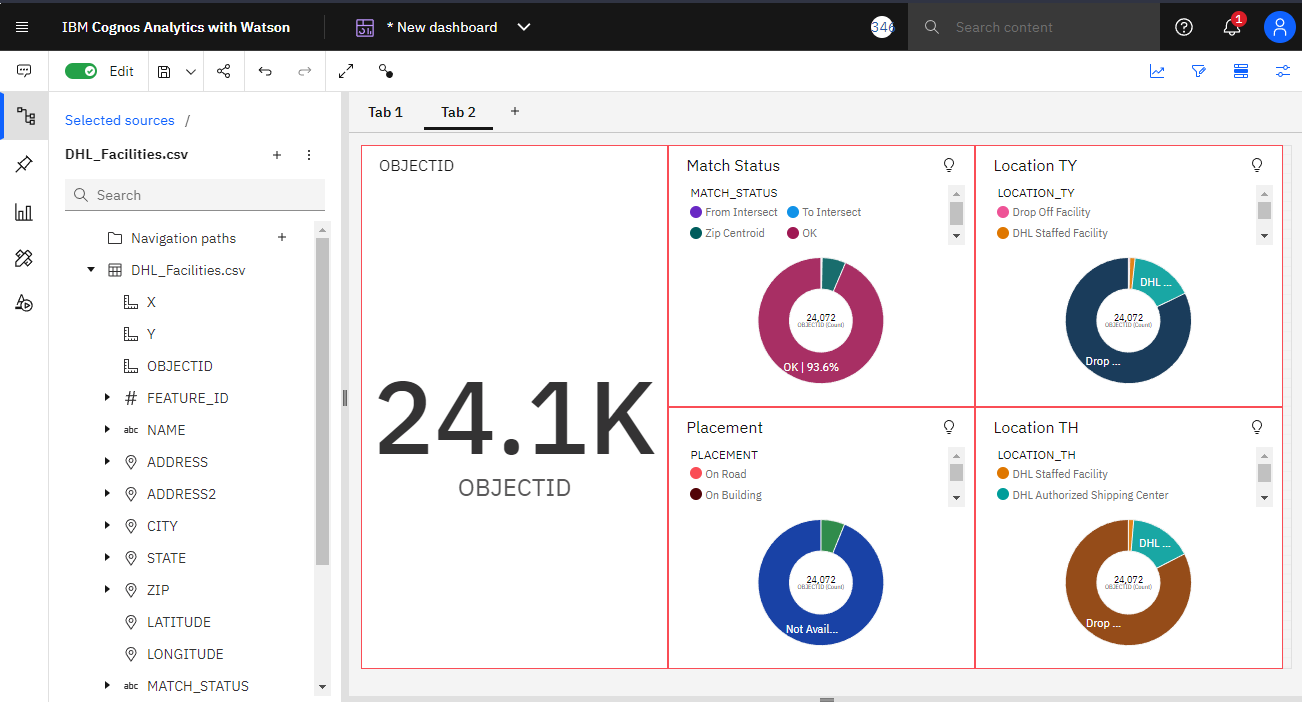 IBM Cognos Analytics with Watson
* New dashboard
346
Search content
1
Edit
Selected sources /
DHL_Facilities.csv
Search
Navigation paths
DHL_Facilities.csv
X
Y
OBJECTID
# FEATURE_ID
abc NAME
ADDRESS
ADDRESS2
CITY
STATE
ZIP
LATITUDE
LONGITUDE
abc MATCH_STATUS
Tab 1 Tab 2 +
OBJECTID
24.1K
OBJECTID
Match Status
MATCH_STATUS
From Intersect To Intersect
Zip Centroid OK
24,072
OBJECTID (Count)
OK | 93.6%
Location TY
LOCATION_TY
Drop Off Facility
DHL Staffed Facility
DHL ...
24,072
OBJECTID (Count)
Drop ...
Placement
PLACEMENT
On Road
On Building
24,072
OBJECTID (Count)
Not Avail...
Location TH
LOCATION_TH
DHL Staffed Facility
DHL Authorized Shipping Center
DHL ...
24,072
OBJECTID (Count)
Drop ...